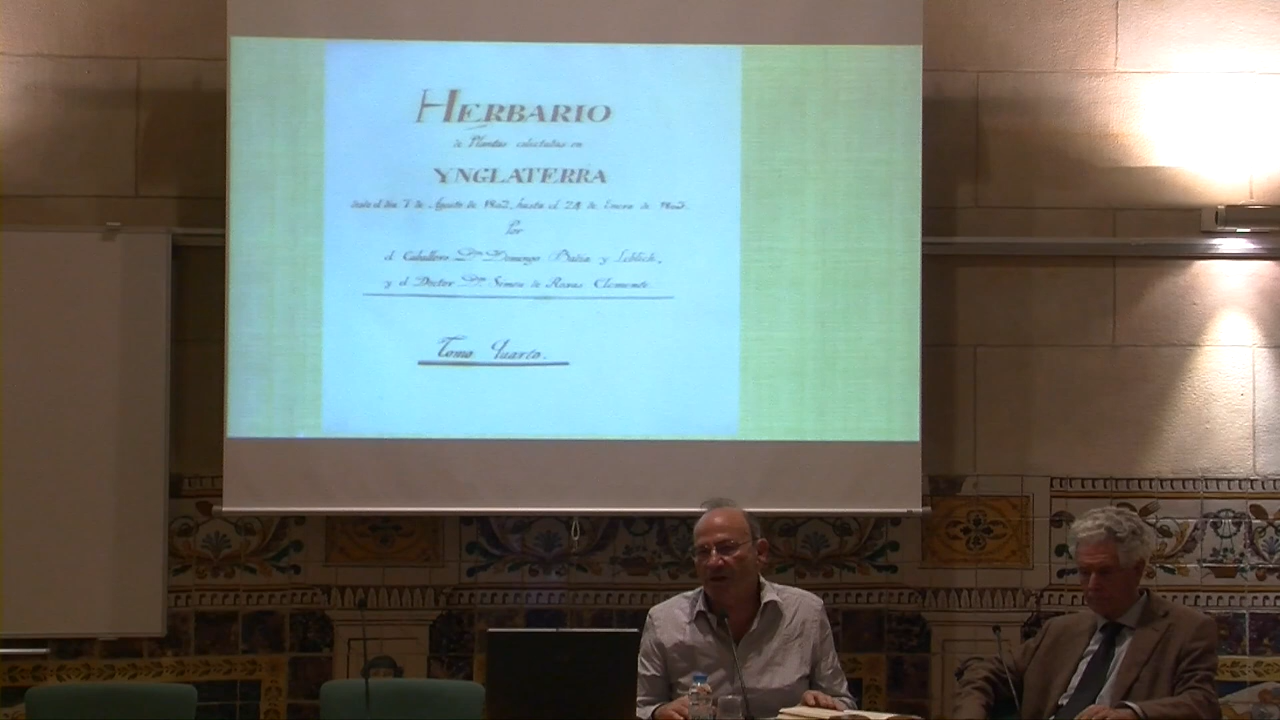 HERBARIO
de Plantas colectadas en
YNGLATERRA
desde el dia 7 de Agosto de 1802, hasta el 24 de Enero de 1803.
Por
el Caballero Dn. Domingo Badia y Leblich,
y el Doctor Dn. Simon de Roxas Clemente.
Tomo Quarto.